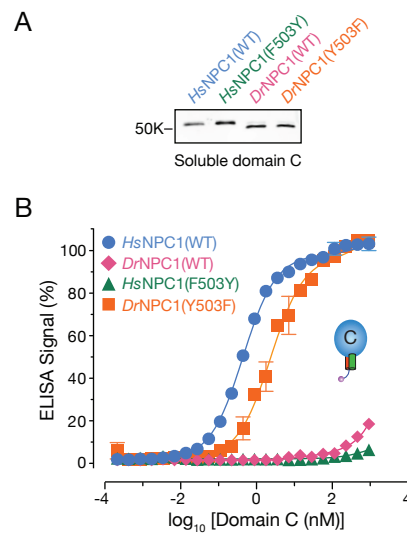 A
HsNPC1(WT)
HsNPC1(F503Y)
DrNPC1(WT)
DrNPC1(Y503F)
50K
Soluble domain C
B
HsNPC1(WT)
DrNPC1(WT)
HsNPC1(F503Y)
DrNPC1(Y503F)
ELISA Signal (%)
100
80
60
40
20
0
C
-4 -2 0 2 4
log10 [Domain C (nM)]